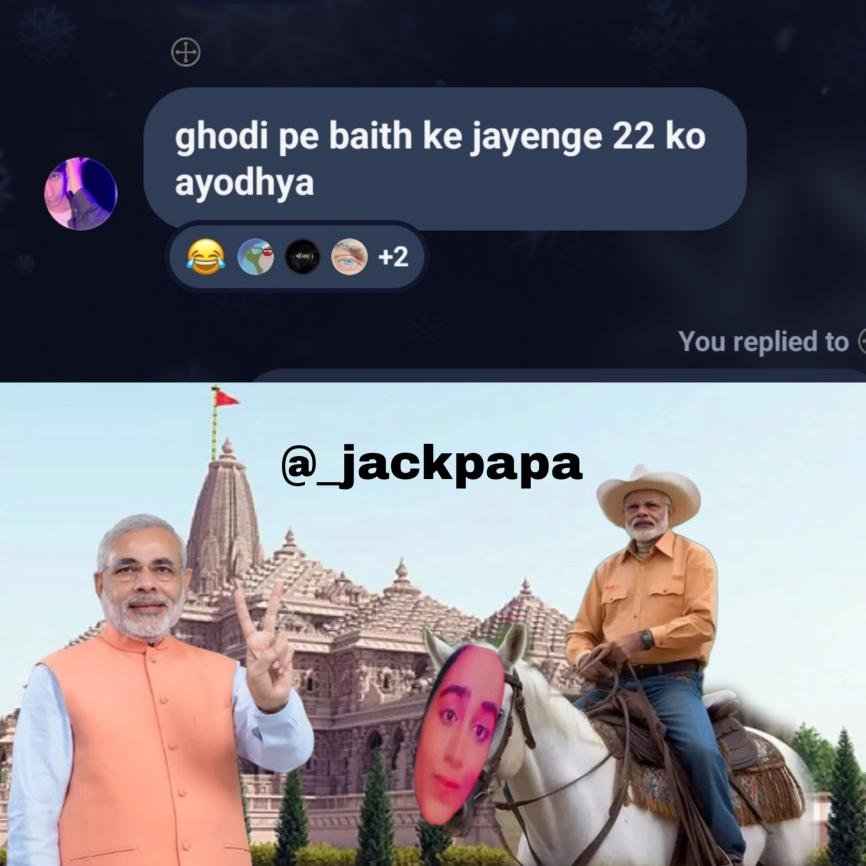 ghodi pe baith ke jayenge 22 ko
ayodhya
+2
You replied to
@_jackpapa